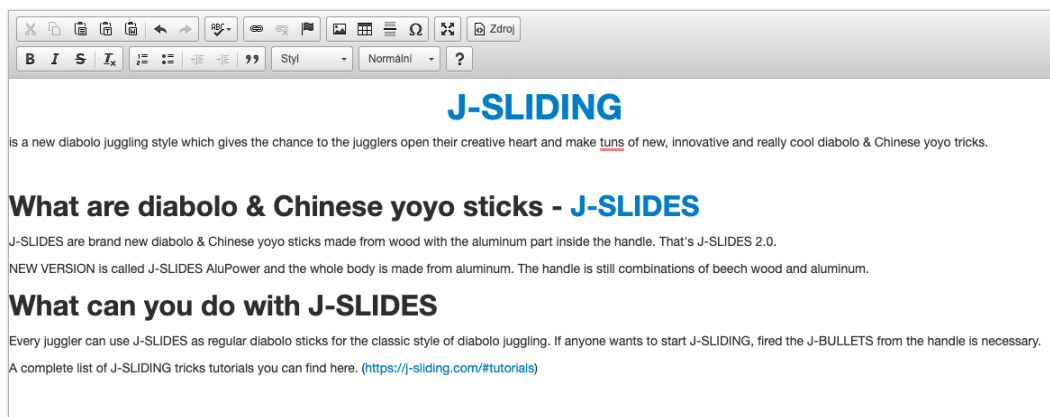 ABC
Ω
Zdroj
B I S Tx
Styl
Normální
?
J-SLIDING
is a new diabolo juggling style which gives the chance to the jugglers open their creative heart and make tuns of new, innovative and really cool diabolo & Chinese yoyo tricks.
What are diabolo & Chinese yoyo sticks - J-SLIDES
J-SLIDES are brand new diabolo & Chinese yoyo sticks made from wood with the aluminum part inside the handle. That's J-SLIDES 2.0.
NEW VERSION is called J-SLIDES AluPower and the whole body is made from aluminum. The handle is still combinations of beech wood and aluminum.
What can you do with J-SLIDES
Every juggler can use J-SLIDES as regular diabolo sticks for the classic style of diabolo juggling. If anyone wants to start J-SLIDING, fired the J-BULLETS from the handle is necessary.
A complete list of J-SLIDING tricks tutorials you can find here. (https://j-sliding.com/#tutorials)